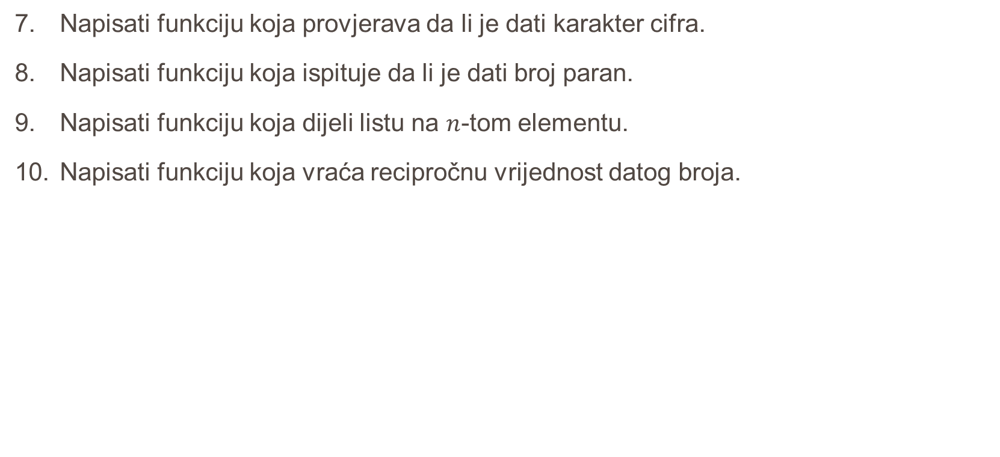 7. Napisati funkciju koja provjerava da li je dati karakter cifra.
8. Napisati funkciju koja ispituje da li je dati broj paran.
9. Napisati funkciju koja dijeli listu na n-tom elementu.
10. Napisati funkciju koja vraća recipročnu vrijednost datog broja.